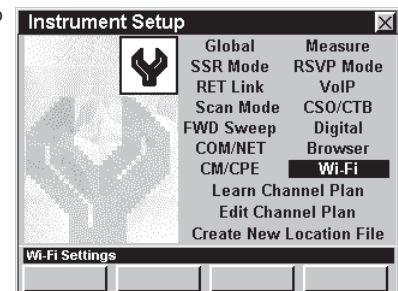 Instrument Setup
Global Measure
SSR Mode RSVP Mode
RET Link VoIP
Scan Mode CSO/CTB
FWD Sweep Digital
COM/NET Browser
CM/CPE Wi-Fi
Learn Channel Plan
Edit Channel Plan
Create New Location File
Wi-Fi Settings